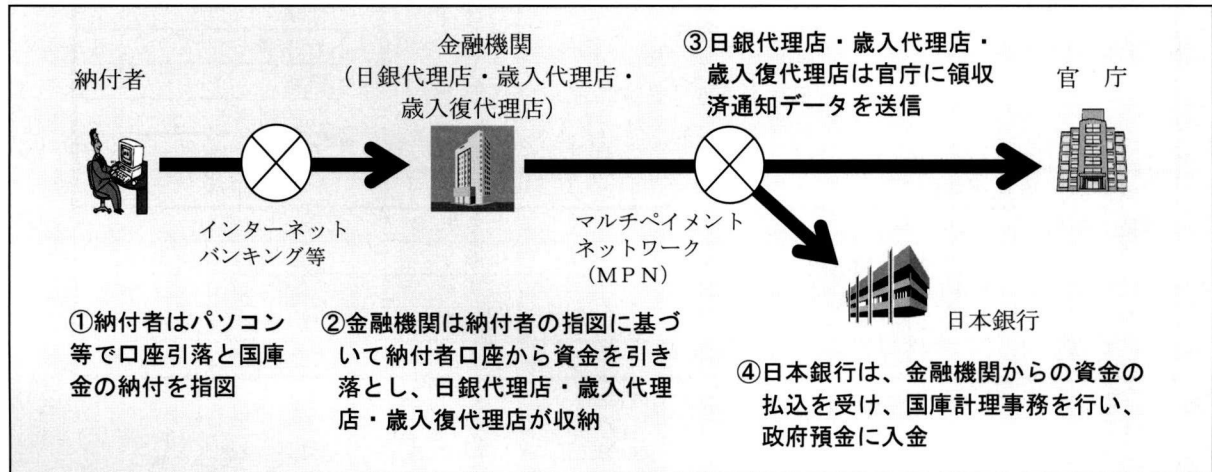 納付者
金融機関
（日銀代理店・歳入代理店・
歳入復代理店）
③日銀代理店・歳入代理店・
歳入復代理店は官庁に領収
済通知データを送信
官　庁
インターネット
バンキング等
マルチペイメント
ネットワーク
（ＭＰＮ）
日本銀行
①納付者はパソコン
等で口座引落と国庫
金の納付を指図
②金融機関は納付者の指図に基づ
いて納付者口座から資金を引き
落とし、日銀代理店・歳入代理
店・歳入復代理店が収納
④日本銀行は、金融機関からの資金の
払込を受け、国庫計理事務を行い、
政府預金に入金